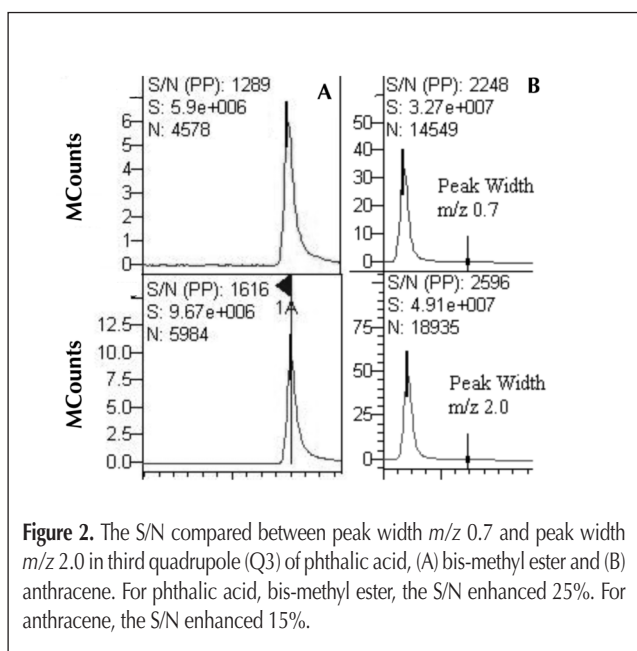 S/N (PP): 1289
S: 5.9e+006
N: 4578
A
6
5
4
3
2
1
0
MCounts
S/N (PP): 2248
S: 3.27e+007
N: 14549
B
50
40
30
20
10
0
Peak Width
m/z 0.7
S/N (PP): 1616
S: 9.67e+006
N: 5984
1A
12.5
10.0
7.5
5.0
2.5
0.0
MCounts
S/N (PP): 2596
S: 4.91e+007
N: 18935
75
50
25
0
Peak Width
m/z 2.0
Figure 2. The S/N compared between peak width m/z 0.7 and peak width
m/z 2.0 in third quadrupole (Q3) of phthalic acid, (A) bis-methyl ester and (B)
anthracene. For phthalic acid, bis-methyl ester, the S/N enhanced 25%. For
anthracene, the S/N enhanced 15%.